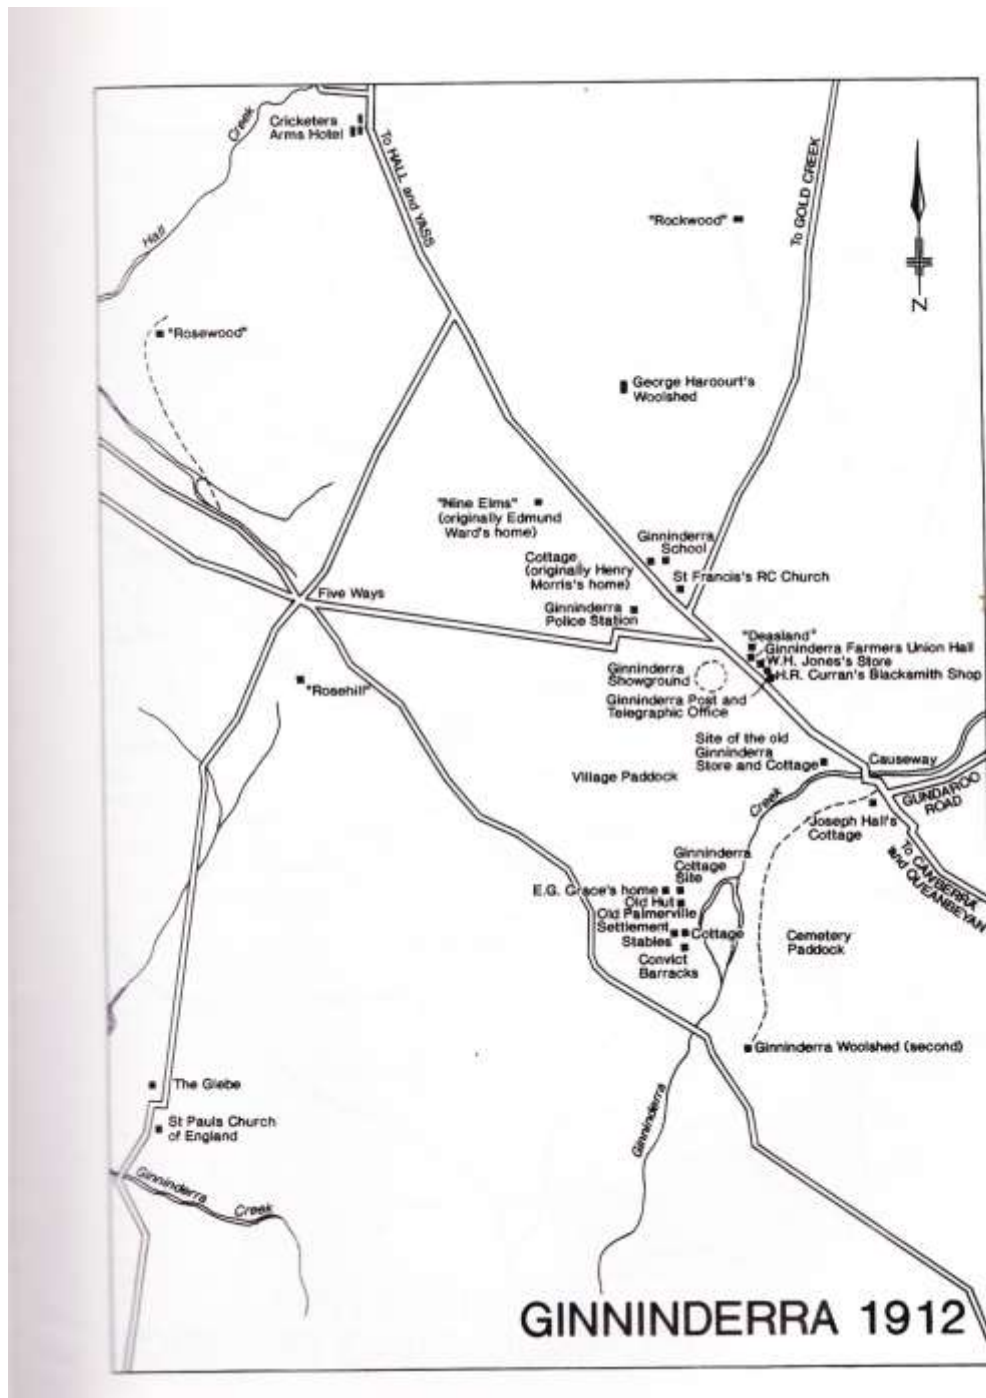 Cricketers
Arms Hotel
Hall
Creek
To HALL and YASS
To GOLD CREEK
"Rockwood"
N
"Rosewood"
George Harcourt's
Woolshed
"Nine Elms"
(originally Edmund
Ward's home)
Ginninderra
School
Cottage
(originally Henry
Morris's home)
St Francis's RC Church
Five Ways
Ginninderra
Police Station
"Deasland"
Ginninderra Farmers Union Hall
W.H. Jones's Store
H.R. Curran's Blacksmith Shop
Ginninderra
Showground
Ginninderra Post and
Telegraphic Office
"Rosehill"
Site of the old
Ginninderra
Store and Cottage
Causeway
Village Paddock
GUNDAROO
ROAD
Creek
Joseph Hall's
Cottage
To CANBERRA
and QUEANBEYAN
Ginninderra
Cottage
Site
E.G. Grace's home
Old Hut
Old Palmerville
Settlement
Cottage
Stables
Convict
Barracks
Cemetery
Paddock
Ginninderra Woolshed (second)
The Glebe
St Pauls Church
of England
Ginninderra
Ginninderra
Creek
GINNINDERRA 1912